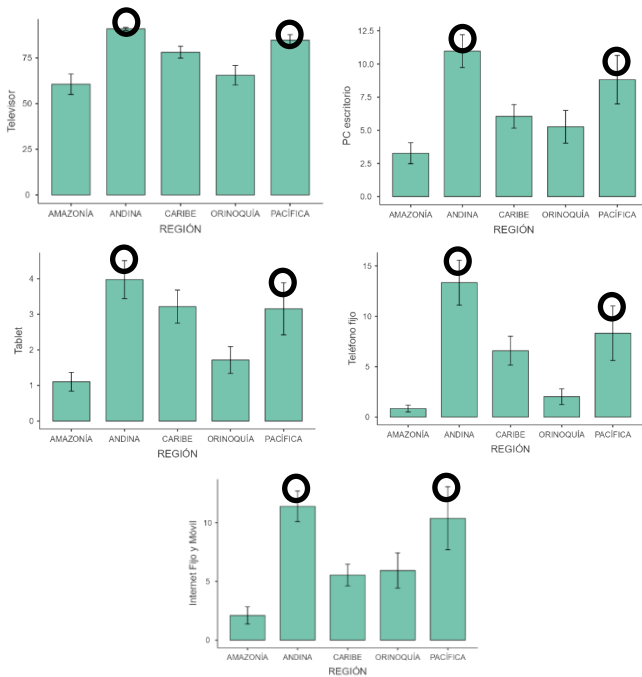 Televisor
75
50
25
0
AMAZONÍA ANDINA CARIBE ORINOQUÍA PACÍFICA
REGIÓN
PC escritorio
12.5
10.0
7.5
5.0
2.5
0.0
AMAZONÍA ANDINA CARIBE ORINOQUÍA PACÍFICA
REGIÓN
Tablet
4
3
2
1
0
AMAZONÍA ANDINA CARIBE ORINOQUÍA PACÍFICA
REGIÓN
Teléfono fijo
15
10
5
0
AMAZONÍA ANDINA CARIBE ORINOQUÍA PACÍFICA
REGIÓN
Internet Fijo y Móvil
10
5
0
AMAZONÍA ANDINA CARIBE ORINOQUÍA PACÍFICA
REGIÓN